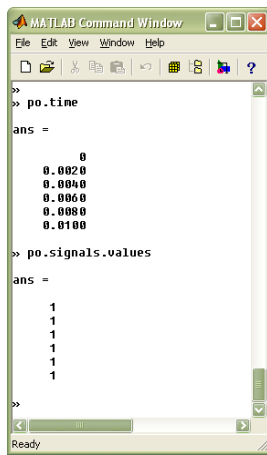 MATLAB Command Window
File Edit View Window Help
?
»
» po.time
ans =
0
0.0020
0.0040
0.0060
0.0080
0.0100
» po.signals.values
ans =
1
1
1
1
1
1
»
Ready